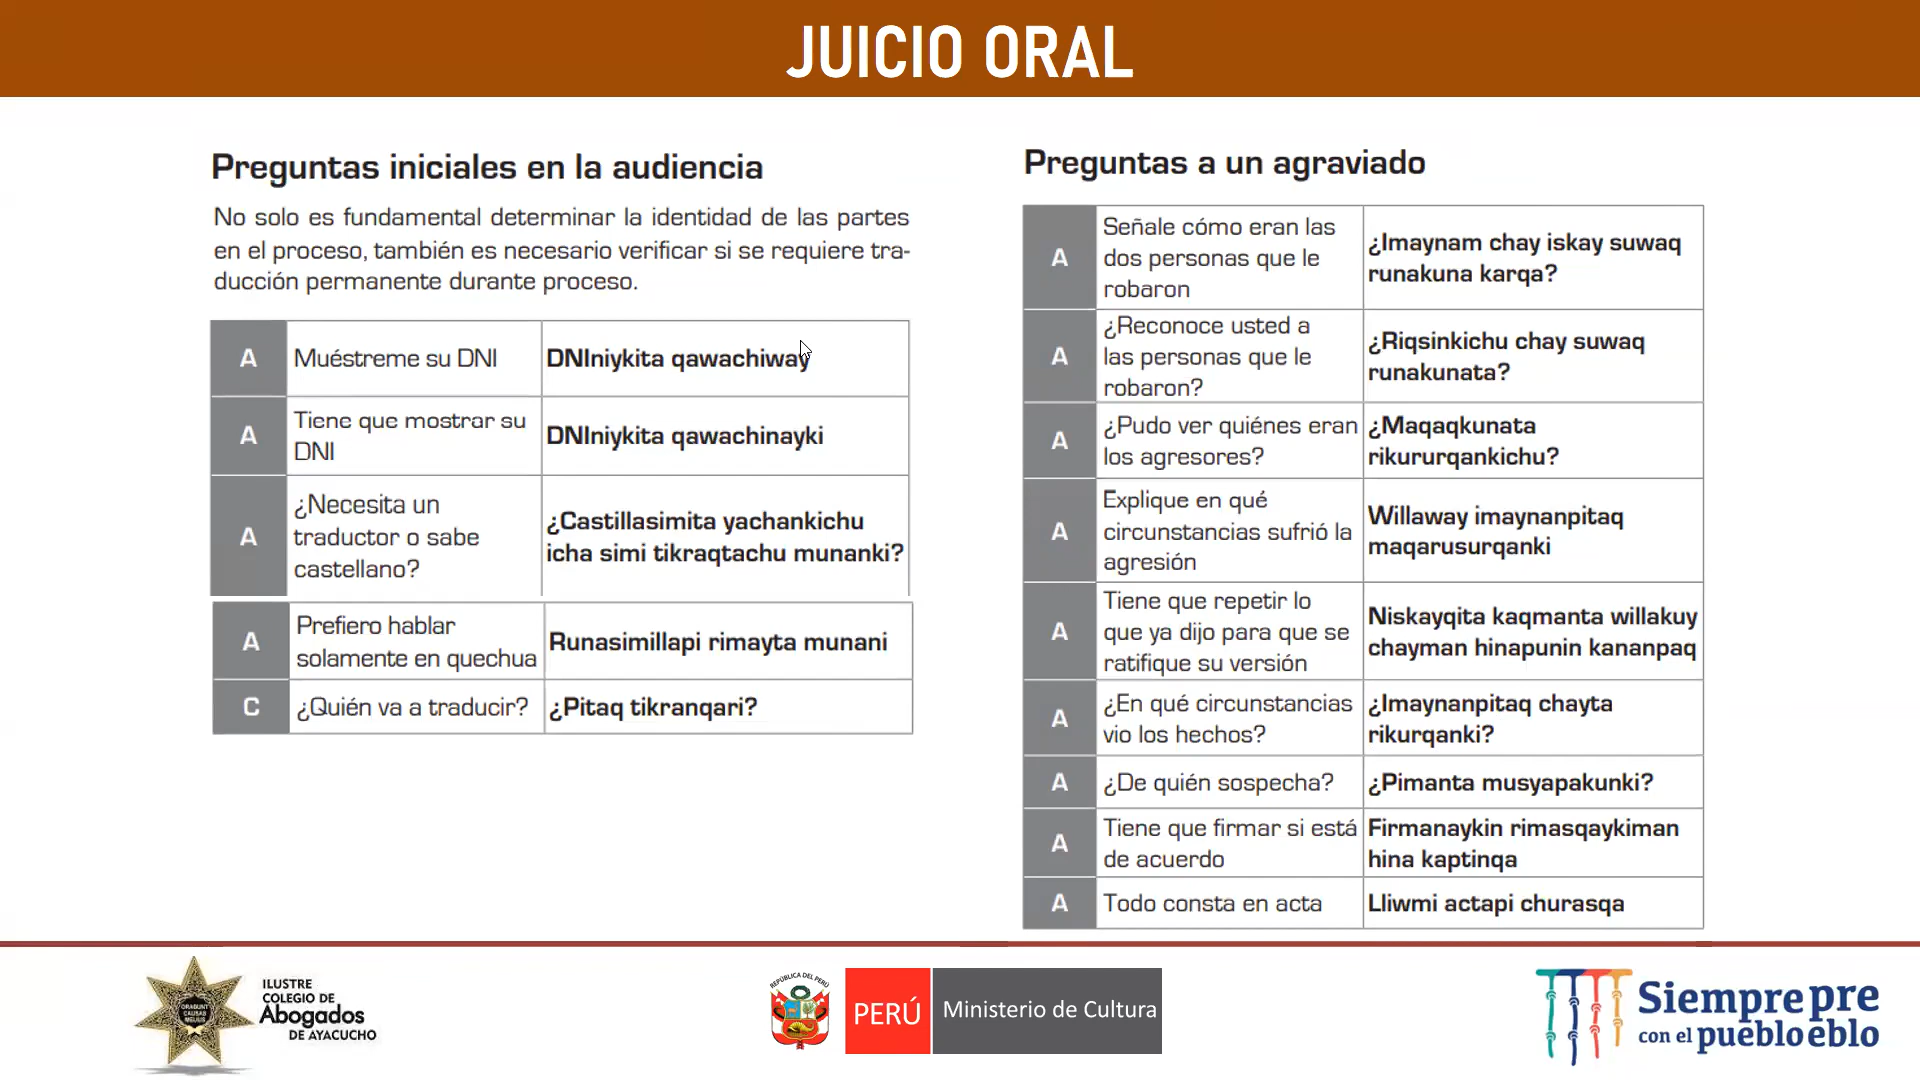 JUICIO ORAL
Preguntas iniciales en la audiencia
No solo es fundamental determinar la identidad de las partes
en el proceso, también es necesario verificar si se requiere tra-
ducción permanente durante proceso.
A
Muéstreme su DNI
DNIniykita qawachiway
A
Tiene que mostrar su
DNI
DNIniykita qawachinayki
A
¿Necesita un
traductor o sabe
castellano?
¿Castillasimita yachankichu
icha simi tikraqtachu munanki?
A
Prefiero hablar
solamente en quechua
Runasimillapi rimayta munani
C
¿Quién va a traducir?
¿Pitaq tikranqari?
Preguntas a un agraviado
A
Señale cómo eran las
dos personas que le
robaron
¿Imaynam chay iskay suwaq
runakuna karqa?
A
¿Reconoce usted a
las personas que le
robaron?
¿Riqsinkichu chay suwaq
runakunata?
A
¿Pudo ver quiénes eran
los agresores?
¿Maqaqkunata
rikururqankichu?
A
Explique en qué
circunstancias sufrió la
agresión
Willaway imaynanpitaq
maqarusurqanki
A
Tiene que repetir lo
que ya dijo para que se
ratifique su versión
Niskayqita kaqmanta willakuy
chayman hinapunin kananpaq
A
¿En qué circunstancias
vio los hechos?
¿Imaynanpitaq chayta
rikurqanki?
A
¿De quién sospecha?
¿Pimanta musyapakunki?
A
Tiene que firmar si está
de acuerdo
Firmanaykin rimasqaykiman
hina kaptinqa
A
Todo consta en acta
Lliwmi actapi churasqa
ORABUNT
CAUSAS
MELIUS
ILUSTRE
COLEGIO DE
Abogados
DE AYACUCHO
REPÚBLICA DEL PERÚ
PERÚ
Ministerio de Cultura
Siempre pre
con el pueblo eblo